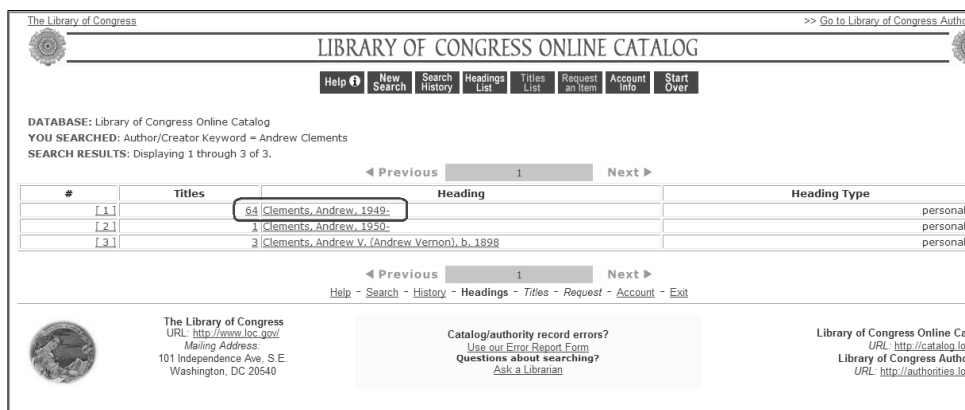 The Library of Congress >> Go to Library of Congress Autho
LIBRARY OF CONGRESS ONLINE CATALOG
Help New Search Search History Headings List Titles List Request an Item Account Info Start Over
DATABASE: Library of Congress Online Catalog
YOU SEARCHED: Author/Creator Keyword = Andrew Clements
SEARCH RESULTS: Displaying 1 through 3 of 3.
◀ Previous 1 Next ▶
# Titles Heading Heading Type
[ 1 ] 64 Clements, Andrew, 1949- personal
[ 2 ] 1 Clements, Andrew, 1950- personal
[ 3 ] 3 Clements, Andrew V. (Andrew Vernon), b. 1898 personal
◀ Previous 1 Next ▶
Help - Search - History - Headings - Titles - Request - Account - Exit
The Library of Congress
URL: http://www.loc.gov/
Mailing Address:
101 Independence Ave, S.E.
Washington, DC 20540
Catalog/authority record errors?
Use our Error Report Form
Questions about searching?
Ask a Librarian
Library of Congress Online Ca
URL: http://catalog.lo
Library of Congress Autho
URL: http://authorities.lo